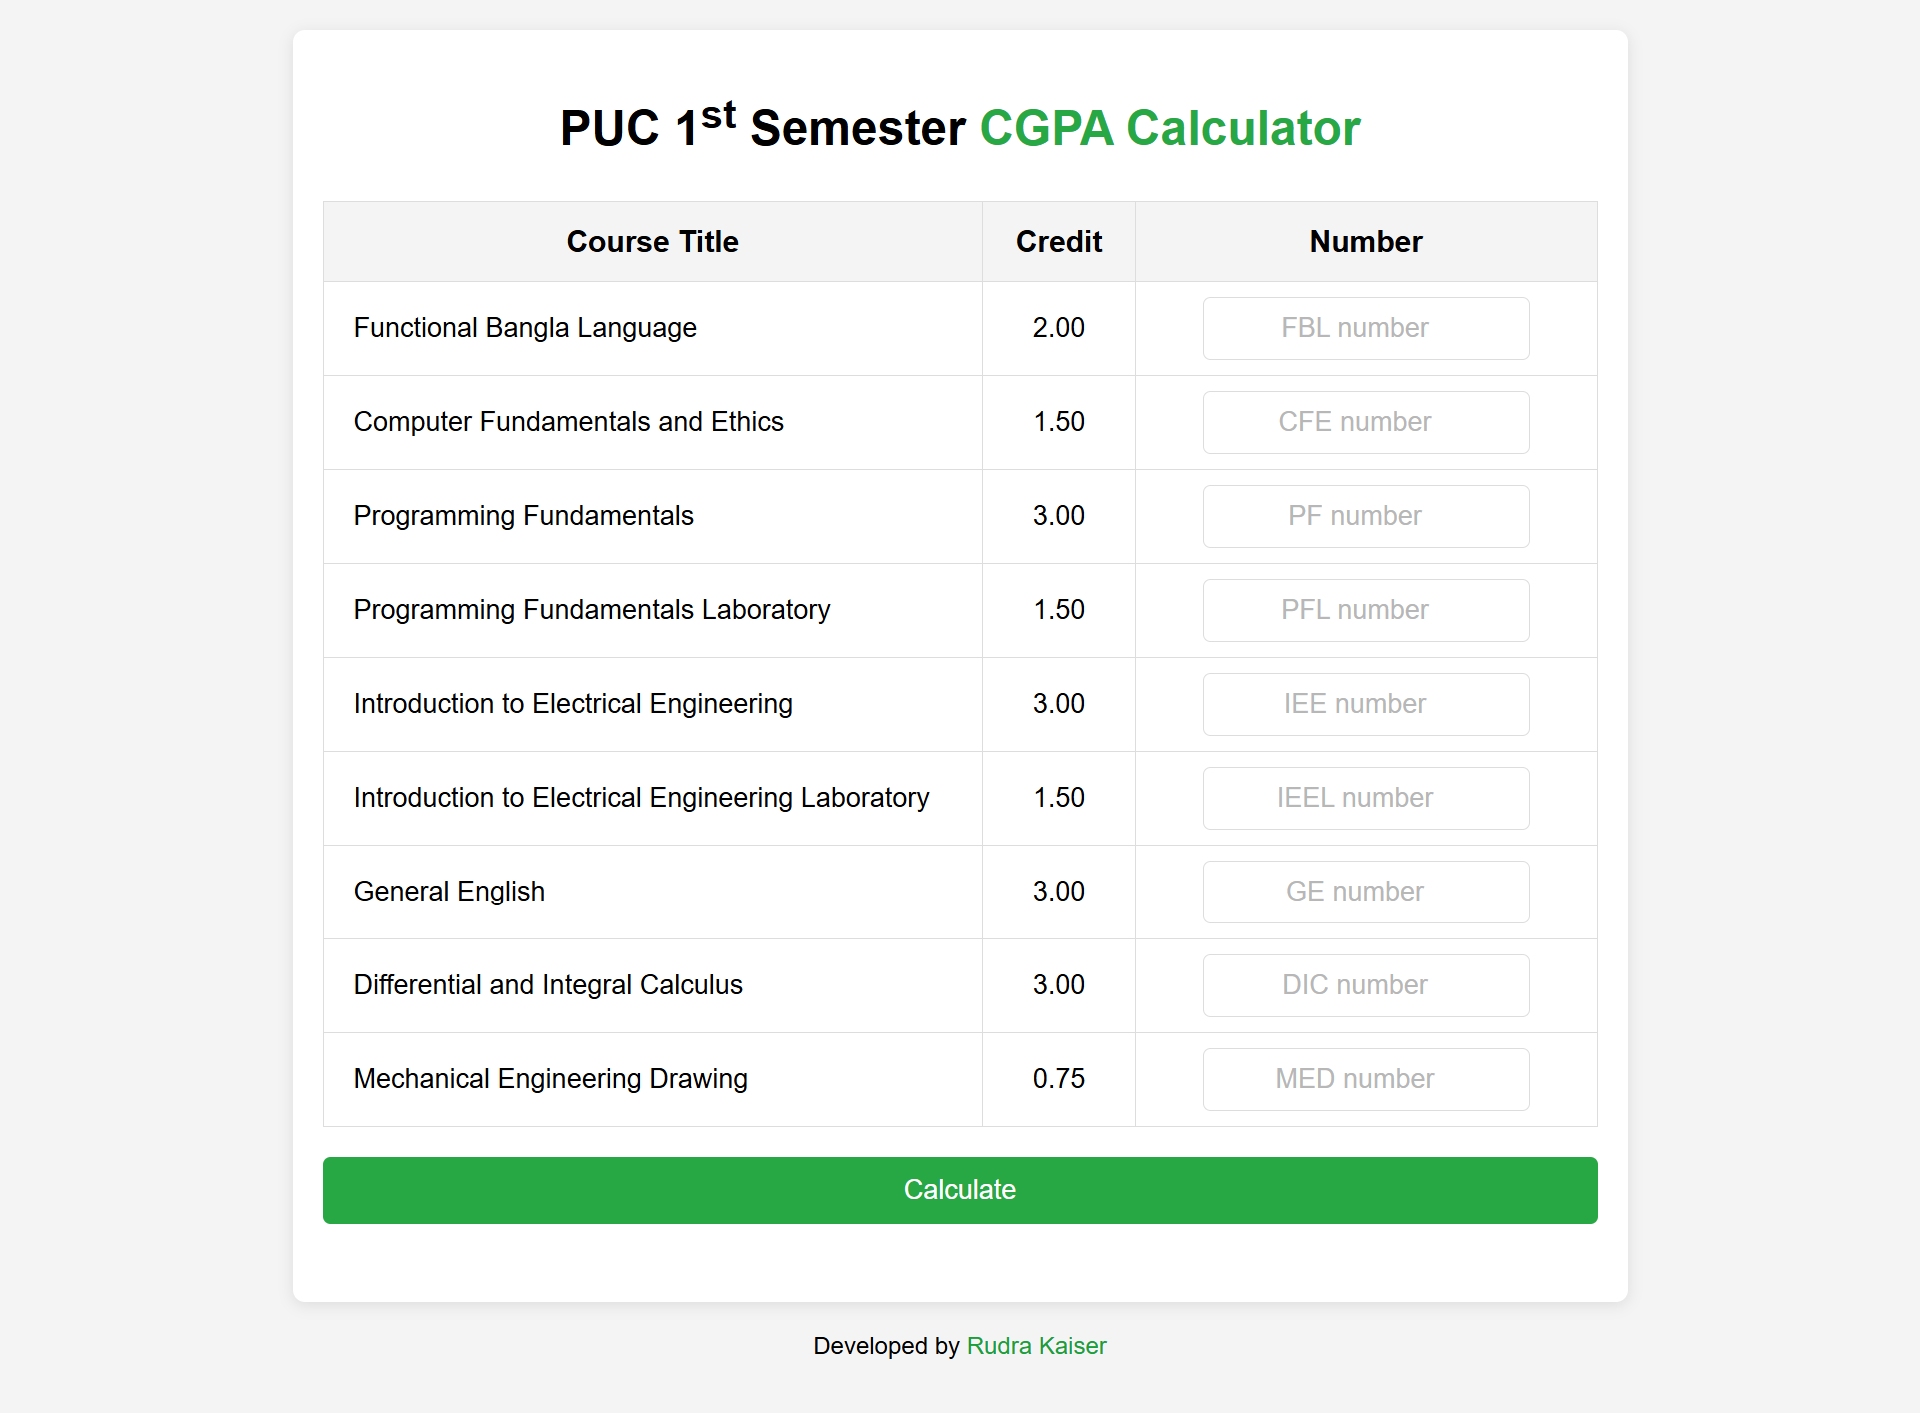 PUC 1st Semester CGPA Calculator
Course Title Credit Number
Functional Bangla Language 2.00 FBL number
Computer Fundamentals and Ethics 1.50 CFE number
Programming Fundamentals 3.00 PF number
Programming Fundamentals Laboratory 1.50 PFL number
Introduction to Electrical Engineering 3.00 IEE number
Introduction to Electrical Engineering Laboratory 1.50 IEEL number
General English 3.00 GE number
Differential and Integral Calculus 3.00 DIC number
Mechanical Engineering Drawing 0.75 MED number
Calculate
Developed by Rudra Kaiser